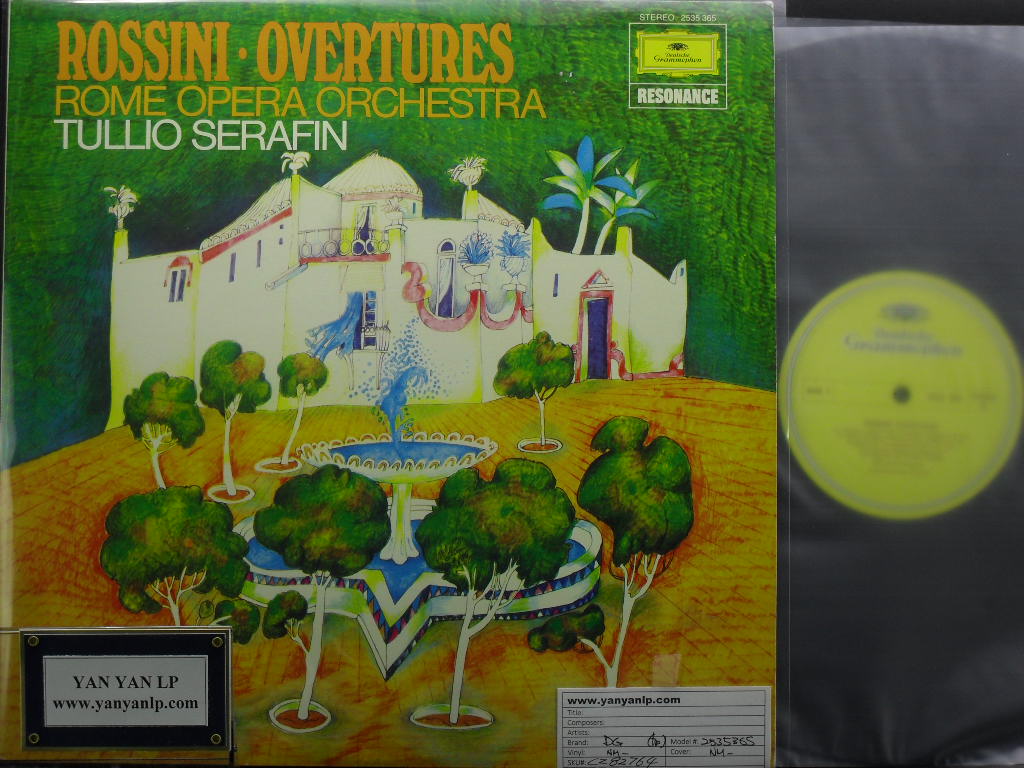 ROSSINI · OVERTURES
ROME OPERA ORCHESTRA
TULLIO SERAFIN
STEREO 2535 365
Deutsche
Grammophon
RESONANCE
Deutsche
Grammophon
YAN YAN LP
www.yanyanlp.com
www.yanyanlp.com
Title:
Composers:
Artists:
Brand: DG Model #: 2535365
Vinyl: NM- Cover: NM-
SKU#: CZ82764